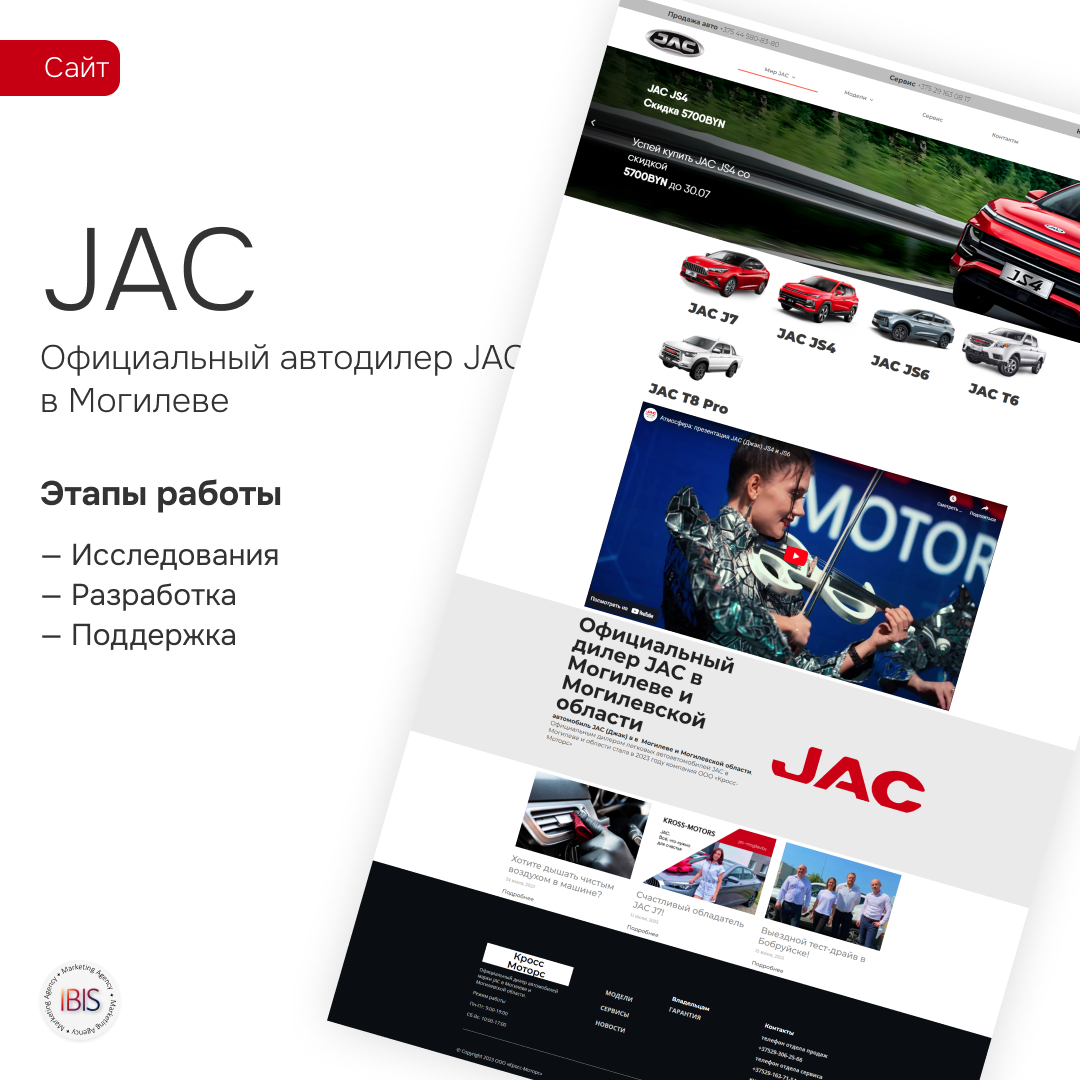 Сайт
JAC
Официальный автодилер JAC
в Могилеве
Этапы работы
— Исследования
— Разработка
— Поддержка
IBIS
Marketing Agency • Marketing Agency • Marketing Agency •
Продажа авто +375 44 580-83-80
Сервис +375 29 163 08 17
JAC
Мир JAC
Модели
Сервис
Контакты
JAC JS4
Скидка 5700BYN
Успей купить JAC JS4 со
скидкой
5700BYN до 30.07
JS4
JAC J7
JAC JS4
JAC JS6
JAC T6
JAC T8 Pro
JAC
Атмосфера: презентация JAC (Джак) JS4 и JS6
Смотреть ...
Поделиться
MOTOR
Посмотреть на YouTube
Официальный
дилер JAC в
Могилеве и
Могилевской
области
автомобиль JAC (Джак) в в Могилеве и Могилевской области.
Официальным дилером легковых автоавтомобилей JAC в
Могилеве и области стала в 2023 году компания ООО «Кросс-
Моторс»
JAC
KROSS-MOTORS
JAC.
Все, что нужно
для счастья
Хотите дышать чистым
воздухом в машине?
Подробнее
Счастливый обладатель
JAC J7!
Подробнее
Выездной тест-драйв в
Бобруйске!
Подробнее
Кросс
Моторс
Официальный дилер автомобилей
марки JAC в Могилеве и
Могилевской области.
Режим работы
Пн-Пт: 9:00-19:00
Сб-Вс: 10:00-17:00
МОДЕЛИ
СЕРВИСЫ
НОВОСТИ
Владельцам
ГАРАНТИЯ
Контакты
телефон отдела продаж
+37529-306-25-66
телефон отдела сервиса
© Copyright 2023 ООО «Кросс-Моторс»